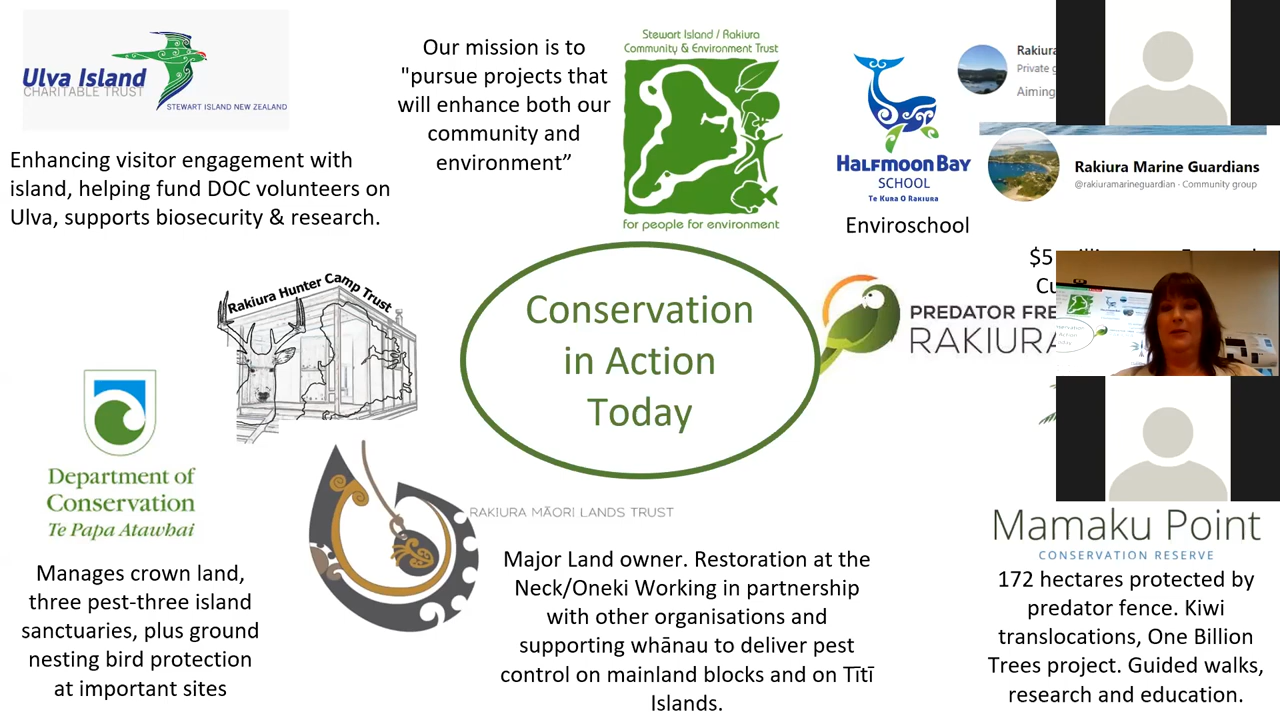 Ulva Island
CHARITABLE TRUST
STEWART ISLAND NEW ZEALAND
Enhancing visitor engagement with
island, helping fund DOC volunteers on
Ulva, supports biosecurity & research.
Our mission is to
"pursue projects that
will enhance both our
community and
environment”
Stewart Island / Rakiura
Community & Environment Trust
for people for environment
HALFMOON BAY
SCHOOL
TE KURA O RAKIURA
Enviroschool
Rakiura
Private g
Aiming
Rakiura Marine Guardians
@rakiuramarineguardian · Community group
$5
Cu
PREDATOR FRE
RAKIURA
Rakiura Hunter Camp Trust
Conservation
in Action
Today
Department of
Conservation
Te Papa Atawhai
Manages crown land,
three pest-three island
sanctuaries, plus ground
nesting bird protection
at important sites
RAKIURA MĀORI LANDS TRUST
Major Land owner. Restoration at the
Neck/Oneki Working in partnership
with other organisations and
supporting whānau to deliver pest
control on mainland blocks and on Tītī
Islands.
Mamaku Point
CONSERVATION RESERVE
172 hectares protected by
predator fence. Kiwi
translocations, One Billion
Trees project. Guided walks,
research and education.